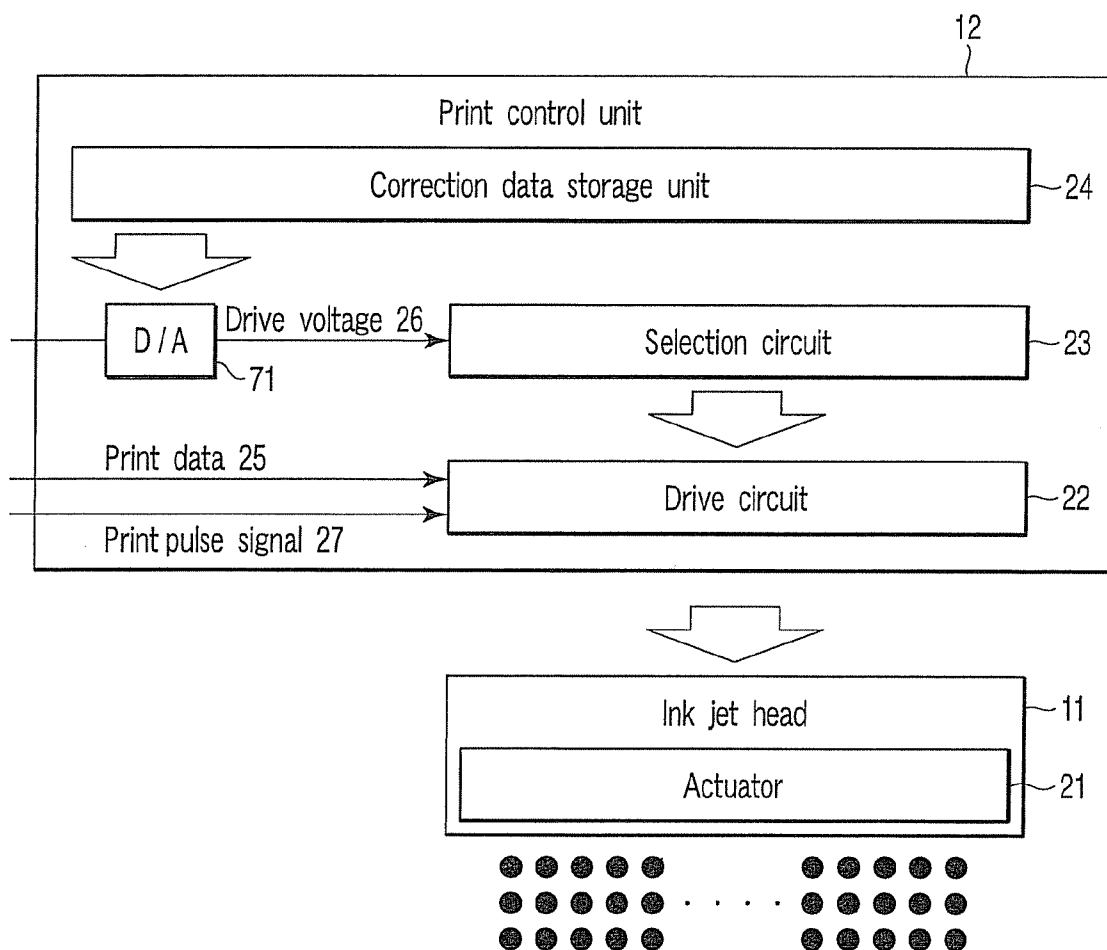 12
Print control unit
Correction data storage unit
24
D/A
Drive voltage 26
71
Selection circuit
23
Print data 25
Print pulse signal 27
Drive circuit
22
Ink jet head
11
Actuator
21